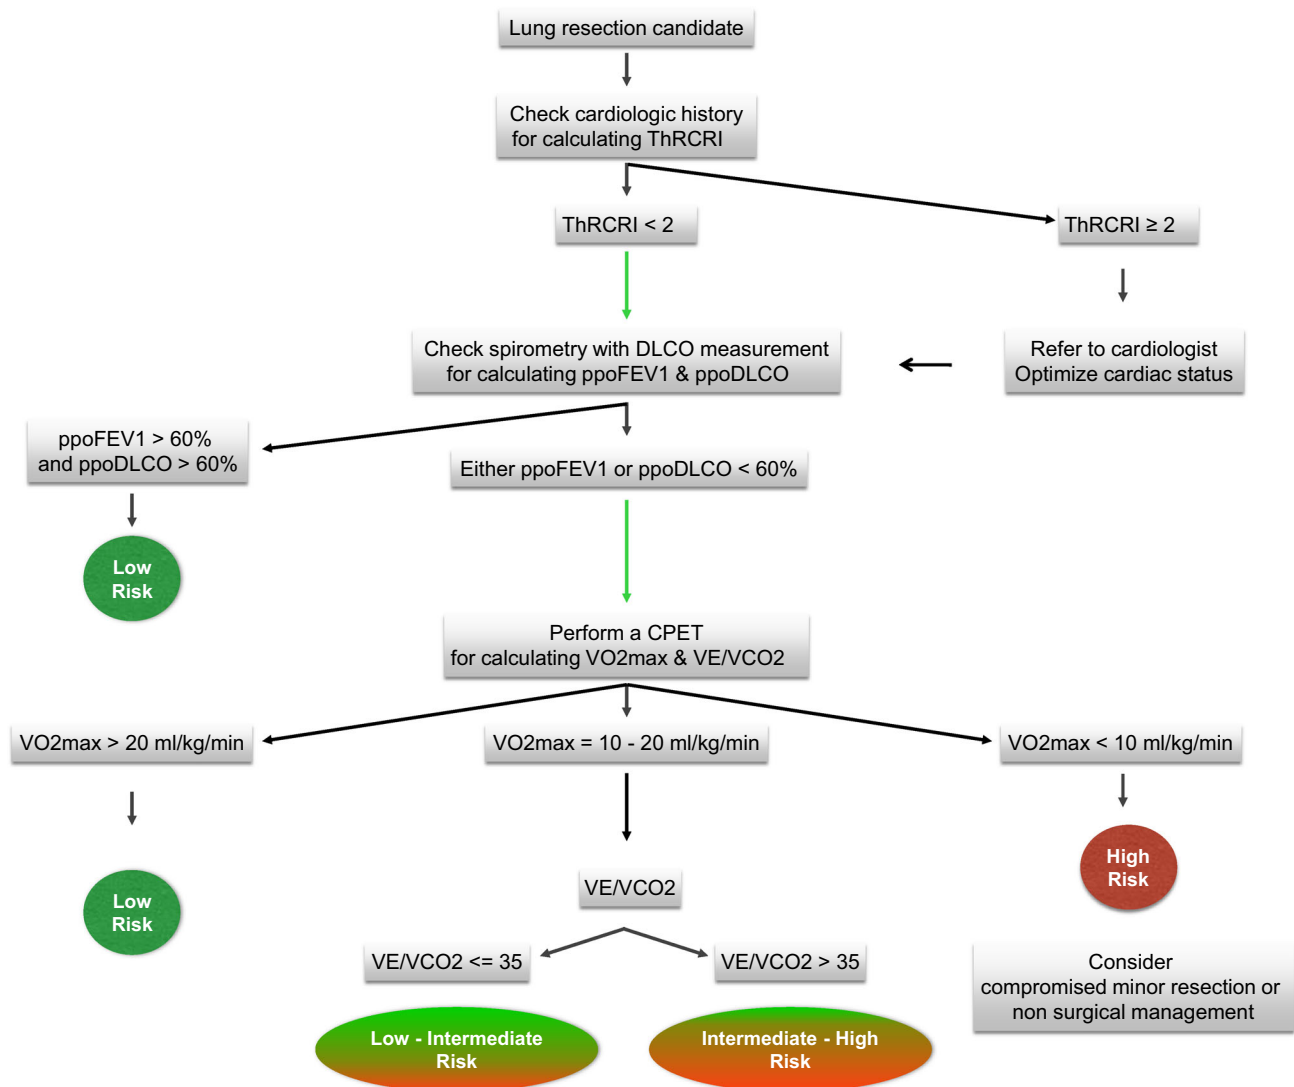 Lung resection candidate
Check cardiologic history
for calculating ThRCRI
ThRCRI < 2
ThRCRI ≥ 2
Check spirometry with DLCO measurement
for calculating ppoFEV1 & ppoDLCO
Refer to cardiologist
Optimize cardiac status
ppoFEV1 > 60%
and ppoDLCO > 60%
Either ppoFEV1 or ppoDLCO < 60%
Low
Risk
Perform a CPET
for calculating VO2max & VE/VCO2
VO2max > 20 ml/kg/min
VO2max = 10 - 20 ml/kg/min
VO2max < 10 ml/kg/min
Low
Risk
VE/VCO2
High
Risk
VE/VCO2 <= 35
VE/VCO2 > 35
Consider
compromised minor resection or
non surgical management
Low - Intermediate
Risk
Intermediate - High
Risk